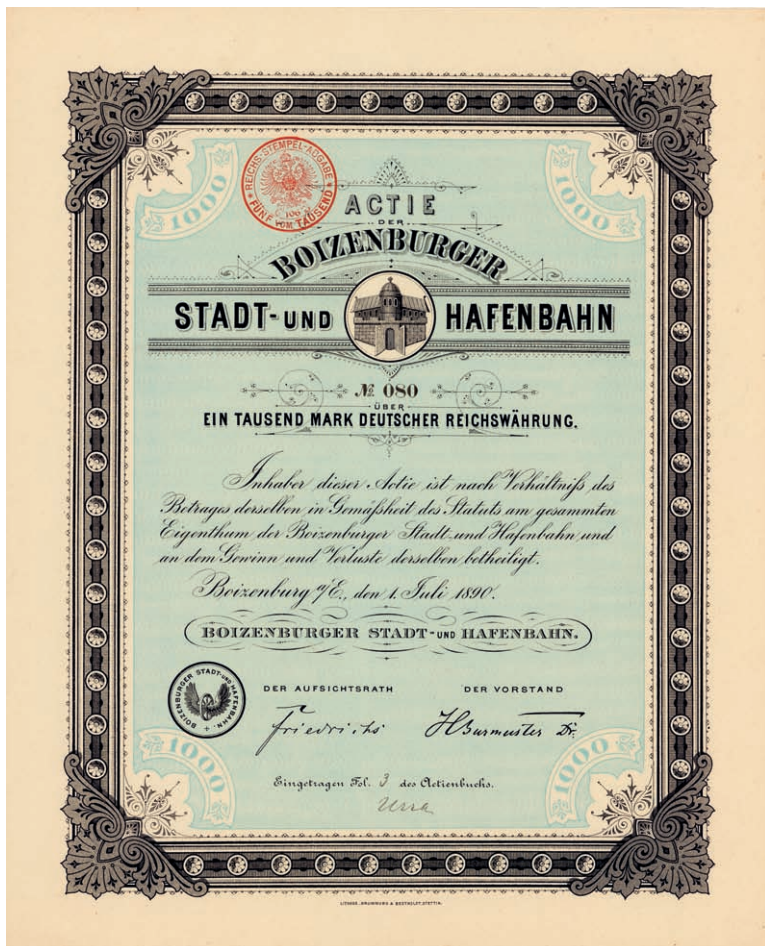 1000
1000
REICHS-STEMPEL-ABGABE
FÜNF VOM TAUSEND
100
ACTIE
DER
BOIZENBURGER
STADT- UND HAFENBAHN
№ 080
ÜBER
EIN TAUSEND MARK DEUTSCHER REICHSWÄHRUNG.
Inhaber dieser Actie ist nach Verhältniß des
Betrages derselben in Gemäßheit des Statuts am gesammten
Eigenthum der Boizenburger Stadt- und Hafenbahn und
an dem Gewinn und Verluste derselben betheiligt.
Boizenburg a/E., den 1. Juli 1890.
BOIZENBURGER STADT- UND HAFENBAHN.
BOIZENBURGER STADT- UND HAFENBAHN.
DER AUFSICHTSRATH DER VORSTAND
Friedrichs HBurmester Dr.
1000
1000
Eingetragen Fol. 3 des Actienbuchs.